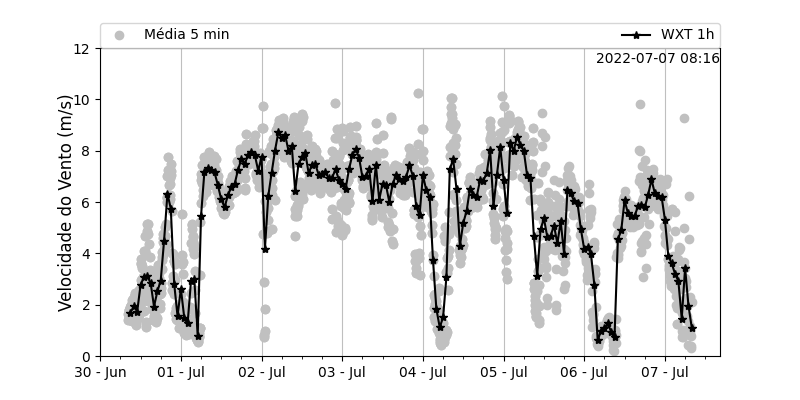 Média 5 min
WXT 1h
2022-07-07 08:16
Velocidade do Vento (m/s)
12
10
8
6
4
2
0
30 - Jun
01 - Jul
02 - Jul
03 - Jul
04 - Jul
05 - Jul
06 - Jul
07 - Jul